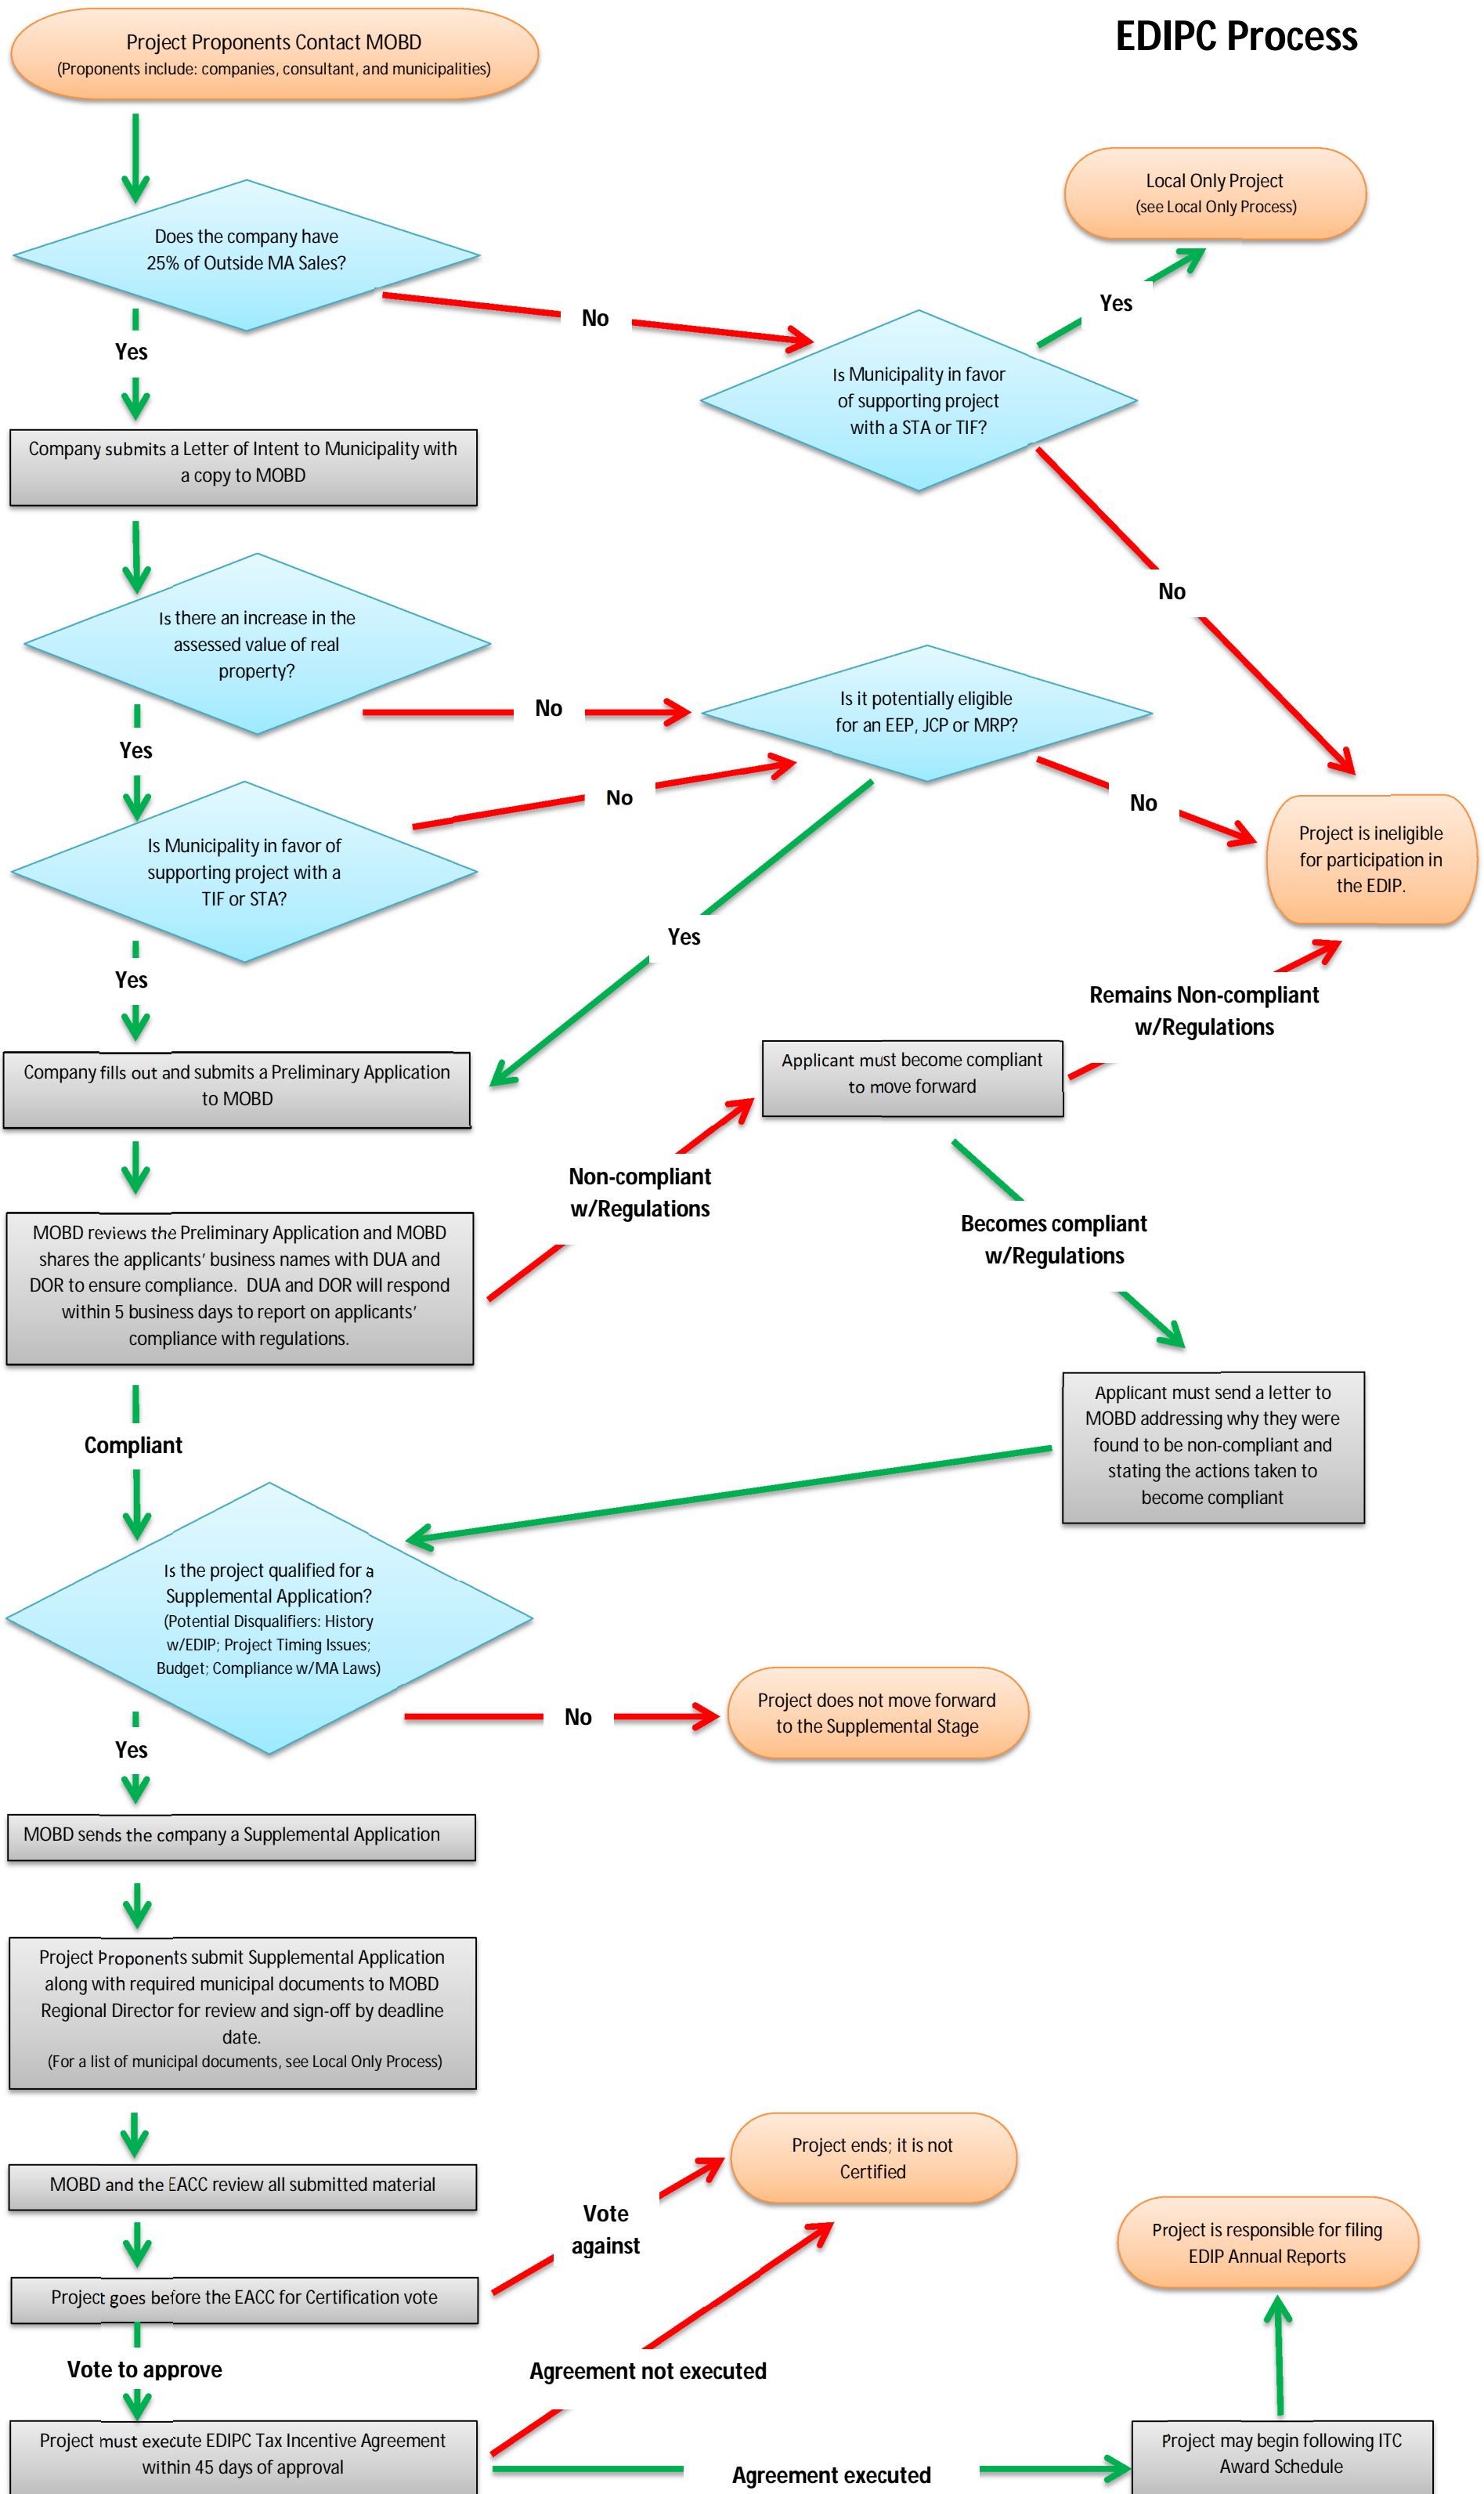 EDIPC Process
Project Proponents Contact MOBD
(Proponents include: companies, consultant, and municipalities)
Local Only Project
(see Local Only Process)
Does the company have
25% of Outside MA Sales?
No
Yes
Yes
Is Municipality in favor
of supporting project
with a STA or TIF?
Company submits a Letter of Intent to Municipality with
a copy to MOBD
No
Is there an increase in the
assessed value of real
property?
No
Is it potentially eligible
for an EEP, JCP or MRP?
Yes
No
No
Is Municipality in favor of
supporting project with a
TIF or STA?
Project is ineligible
for participation in
the EDIP.
Yes
Yes
Remains Non-compliant
w/Regulations
Company fills out and submits a Preliminary Application
to MOBD
Applicant must become compliant
to move forward
Non-compliant
w/Regulations
Becomes compliant
w/Regulations
MOBD reviews the Preliminary Application and MOBD
shares the applicants’ business names with DUA and
DOR to ensure compliance.  DUA and DOR will respond
within 5 business days to report on applicants’
compliance with regulations.
Applicant must send a letter to
MOBD addressing why they were
found to be non-compliant and
stating the actions taken to
become compliant
Compliant
Is the project qualified for a
Supplemental Application?
(Potential Disqualifiers: History
w/EDIP; Project Timing Issues;
Budget; Compliance w/MA Laws)
No
Project does not move forward
to the Supplemental Stage
Yes
MOBD sends the company a Supplemental Application
Project Proponents submit Supplemental Application
along with required municipal documents to MOBD
Regional Director for review and sign-off by deadline
date.
(For a list of municipal documents, see Local Only Process)
MOBD and the EACC review all submitted material
Project ends; it is not
Certified
Vote
against
Project is responsible for filing
EDIP Annual Reports
Project goes before the EACC for Certification vote
Vote to approve
Agreement not executed
Project must execute EDIPC Tax Incentive Agreement
within 45 days of approval
Agreement executed
Project may begin following ITC
Award Schedule